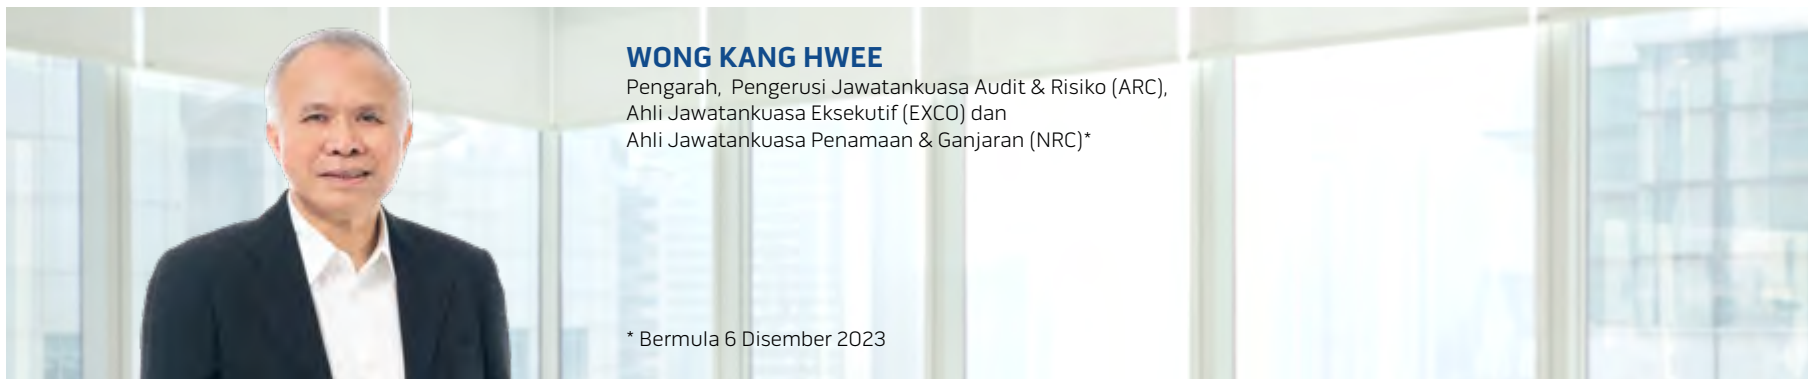 WONG KANG HWEE
Pengarah, Pengerusi Jawatankuasa Audit & Risiko (ARC),
Ahli Jawatankuasa Eksekutif (EXCO) dan
Ahli Jawatankuasa Penamaan & Ganjaran (NRC)*
* Bermula 6 Disember 2023